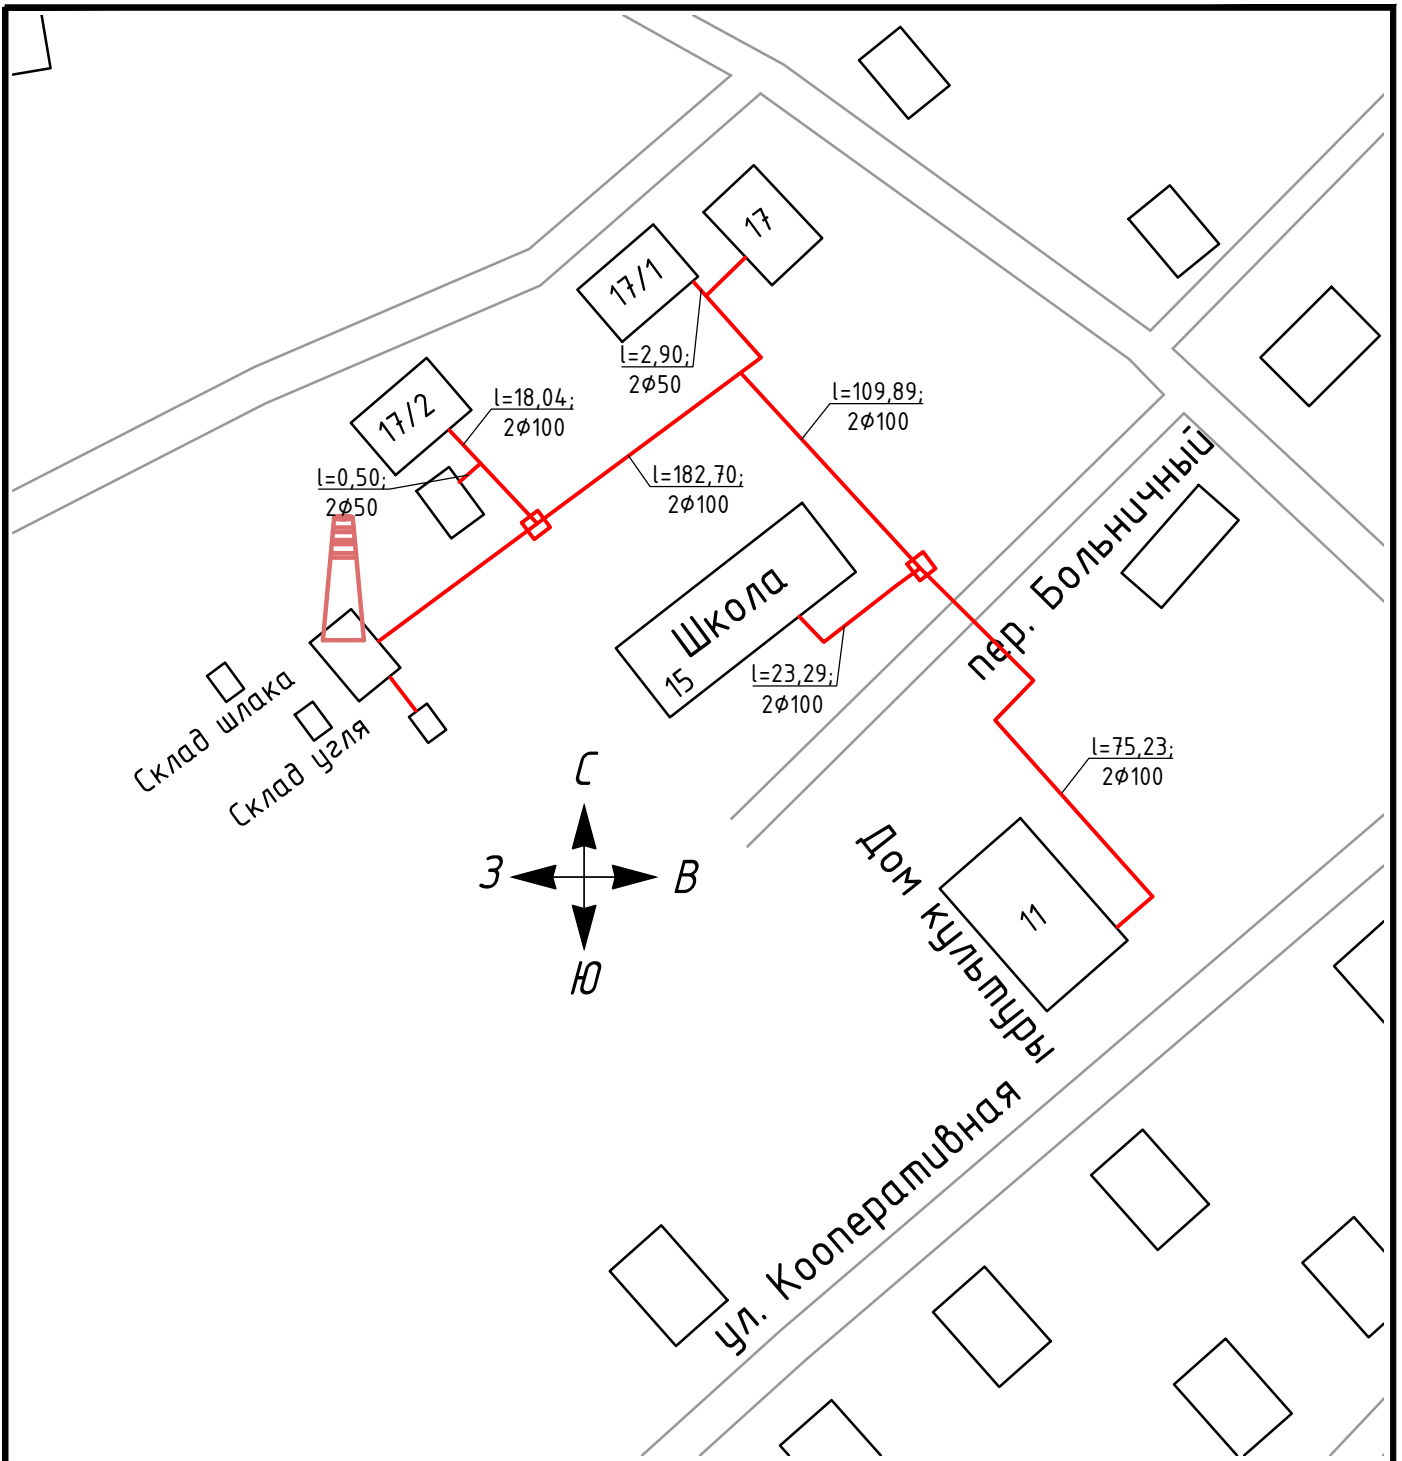 17
17/1
l=2,90;
2ϕ50
17/2
l=18,04;
2ϕ100
l=109,89;
2ϕ100
l=0,50;
2ϕ50
l=182,70;
2ϕ100
пер. Больничный
Школа
15
l=23,29;
2ϕ100
Склад шлака
Склад угля
l=75,23;
2ϕ100
С
З
В
Ю
Дом культуры
11
ул. Кооперативная